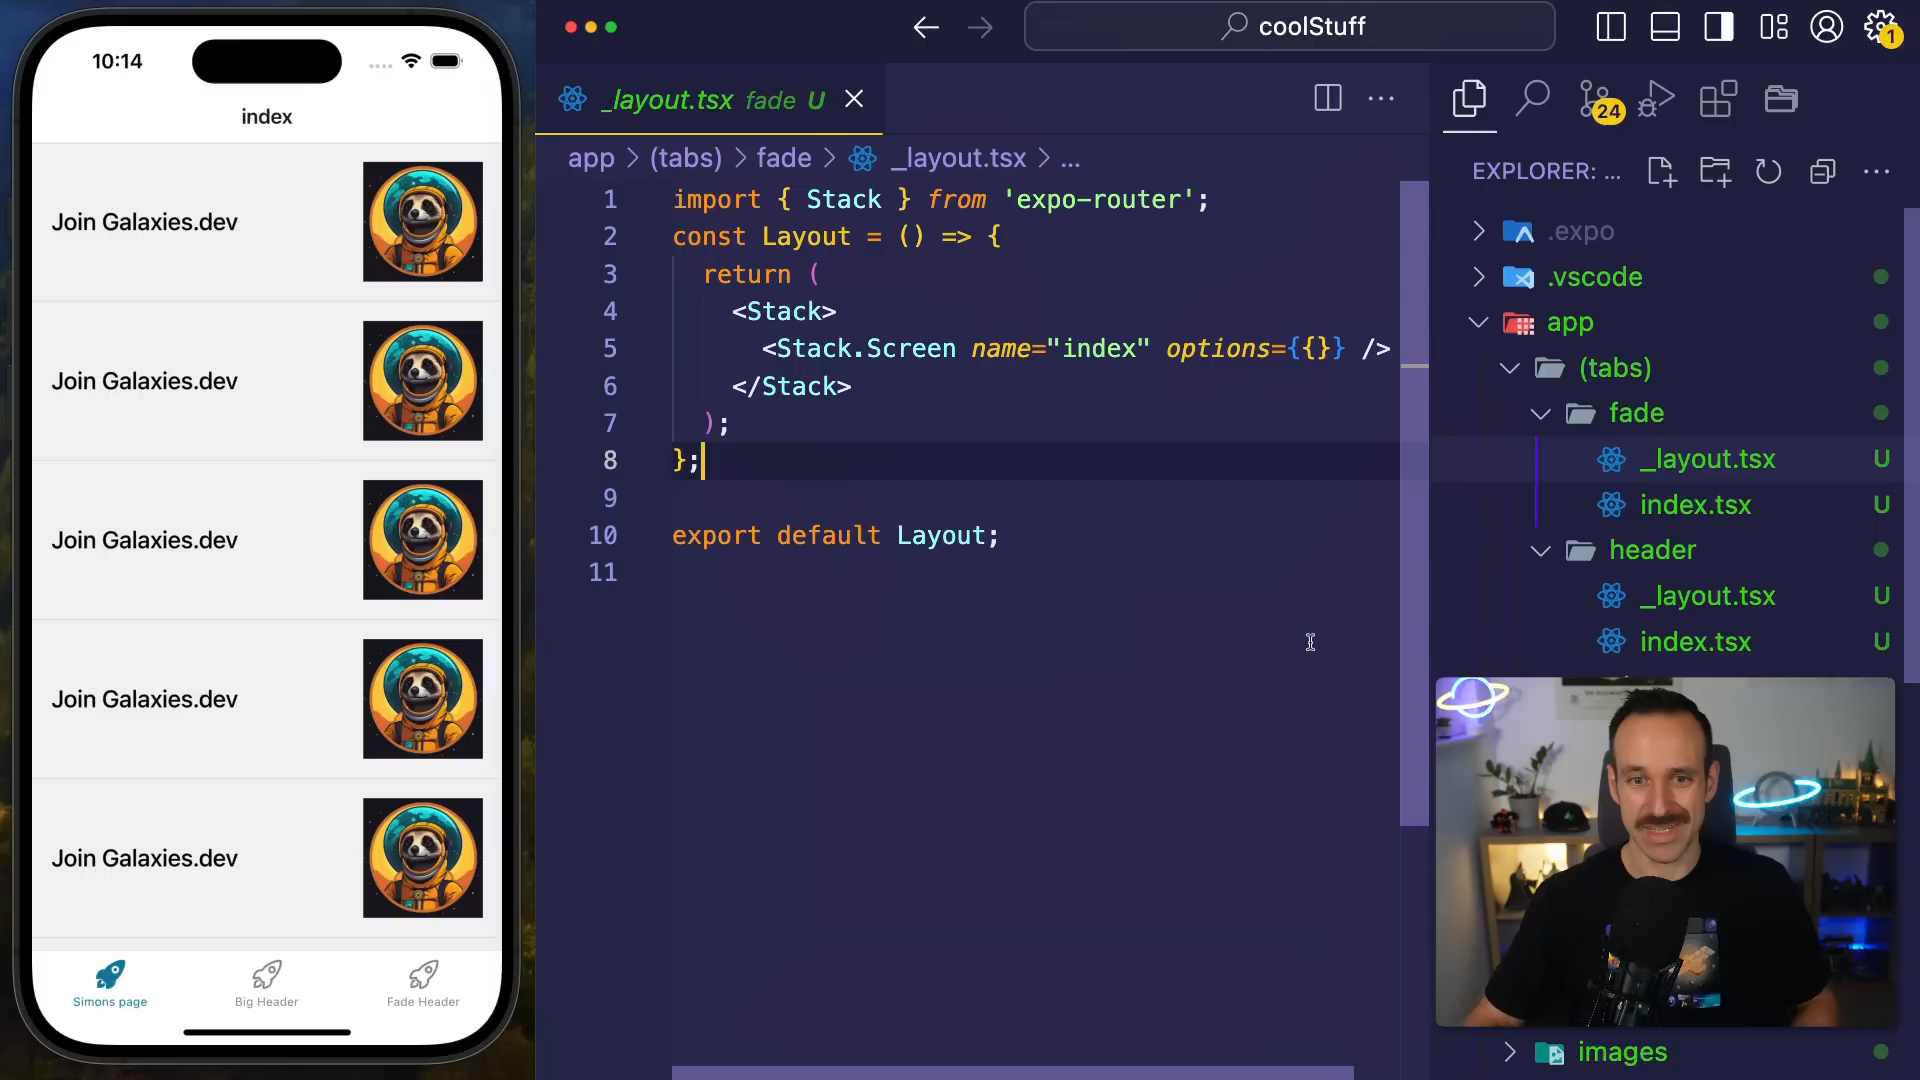 10:14
index
Join Galaxies.dev
Join Galaxies.dev
Join Galaxies.dev
Join Galaxies.dev
Join Galaxies.dev
Simons page
Big Header
Fade Header
coolStuff
1
_layout.tsx fade U
24
app > (tabs) > fade > _layout.tsx > ...
1 import { Stack } from 'expo-router';
2 const Layout = () => {
3 return (
4 <Stack>
5 <Stack.Screen name="index" options={{}} />
6 </Stack>
7 );
8 };
9
10 export default Layout;
11
EXPLORER: ...
.expo
.vscode
app
(tabs)
fade
_layout.tsx U
index.tsx U
header
_layout.tsx U
index.tsx U
images